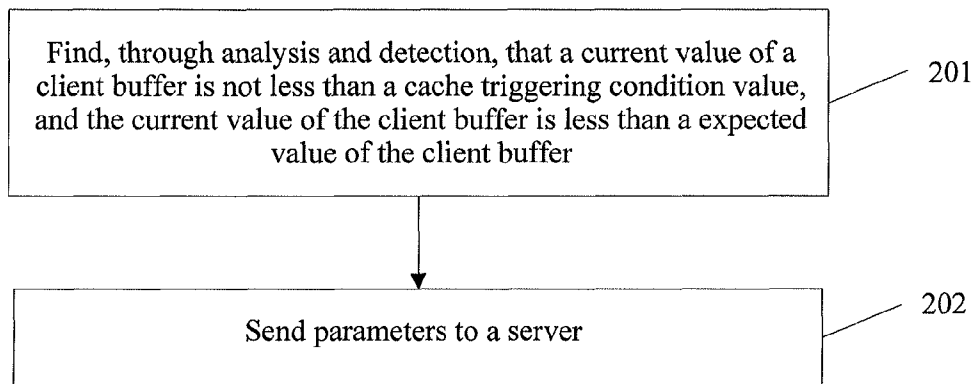 Find, through analysis and detection, that a current value of a
client buffer is not less than a cache triggering condition value,
and the current value of the client buffer is less than a expected
value of the client buffer
201
Send parameters to a server
202